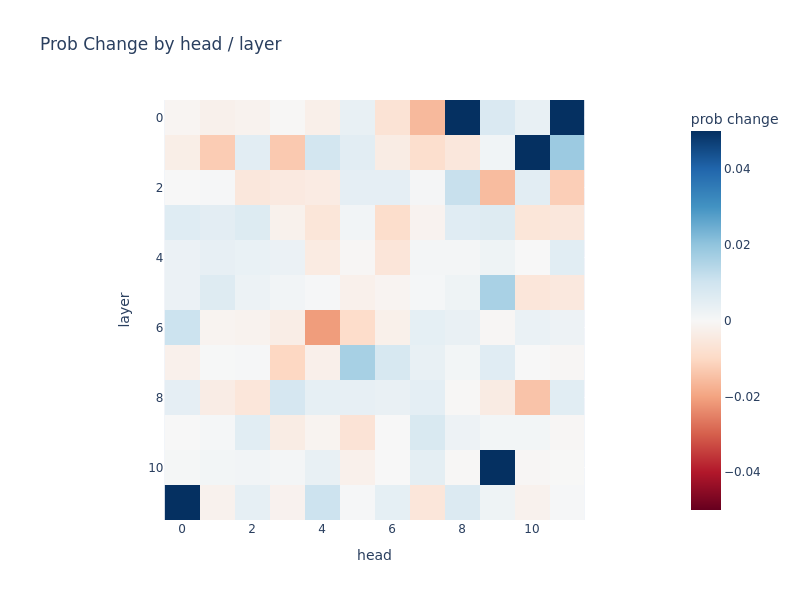 Prob Change by head / layer
prob change
0.04
0.02
0
−0.02
−0.04
layer
0
2
4
6
8
10
0 2 4 6 8 10
head